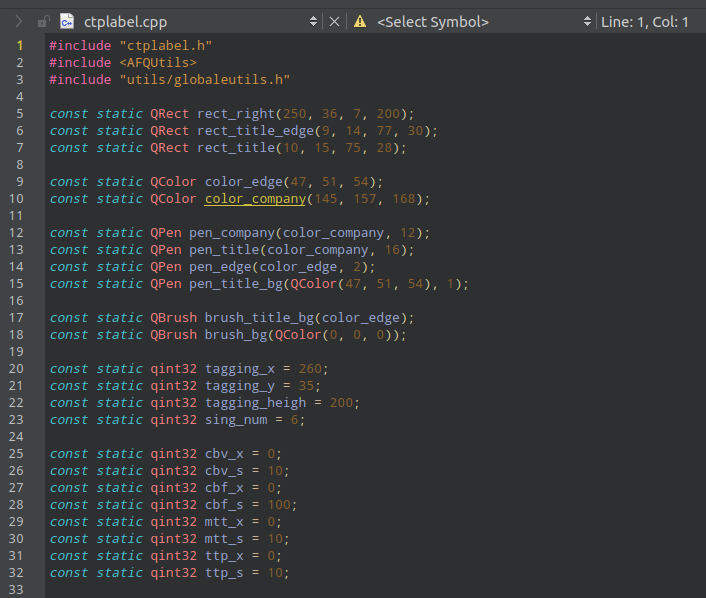 ctplabel.cpp <Select Symbol> Line: 1, Col: 1
1 #include "ctplabel.h"
2 #include <AFQUtils>
3 #include "utils/globaleutils.h"
4
5 const static QRect rect_right(250, 36, 7, 200);
6 const static QRect rect_title_edge(9, 14, 77, 30);
7 const static QRect rect_title(10, 15, 75, 28);
8
9 const static QColor color_edge(47, 51, 54);
10 const static QColor color_company(145, 157, 168);
11
12 const static QPen pen_company(color_company, 12);
13 const static QPen pen_title(color_company, 16);
14 const static QPen pen_edge(color_edge, 2);
15 const static QPen pen_title_bg(QColor(47, 51, 54), 1);
16
17 const static QBrush brush_title_bg(color_edge);
18 const static QBrush brush_bg(QColor(0, 0, 0));
19
20 const static qint32 tagging_x = 260;
21 const static qint32 tagging_y = 35;
22 const static qint32 tagging_heigh = 200;
23 const static qint32 sing_num = 6;
24
25 const static qint32 cbv_x = 0;
26 const static qint32 cbv_s = 10;
27 const static qint32 cbf_x = 0;
28 const static qint32 cbf_s = 100;
29 const static qint32 mtt_x = 0;
30 const static qint32 mtt_s = 10;
31 const static qint32 ttp_x = 0;
32 const static qint32 ttp_s = 10;
33